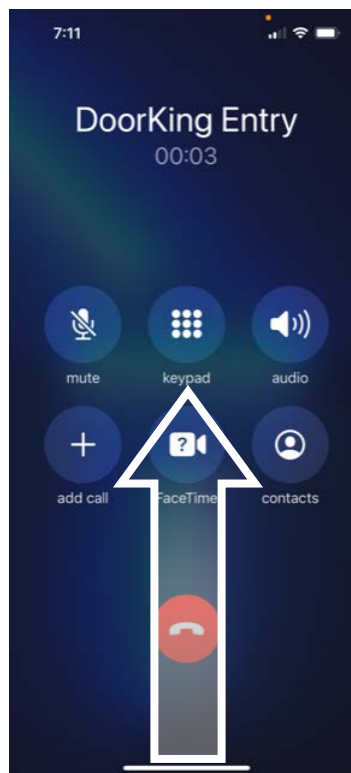 7:11
DoorKing Entry
00:03
mute keypad audio
?
add call FaceTime contacts